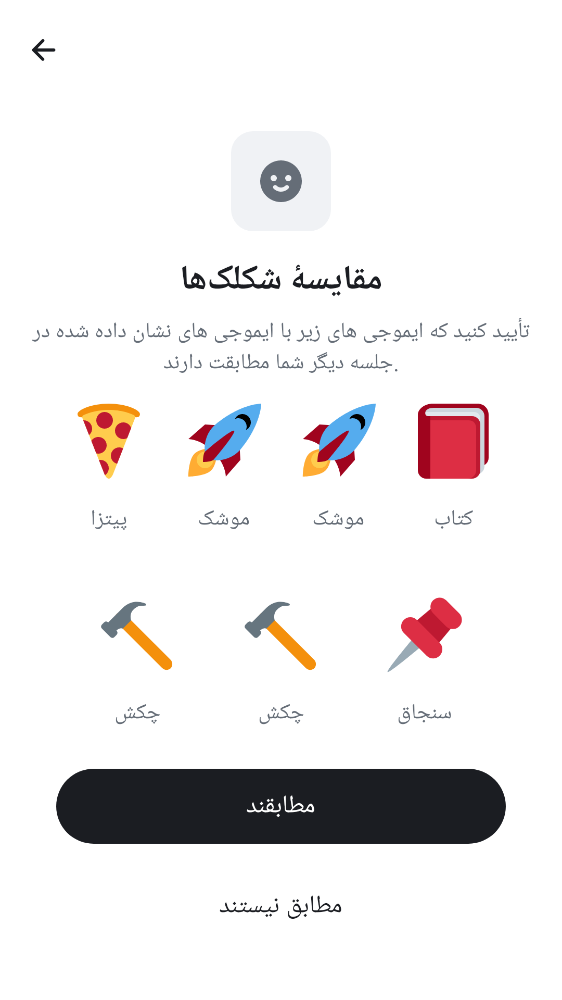 مقایسهٔ شکلک‌ها
تأیید کنید که ایموجی های زیر با ایموجی های نشان داده شده در
جلسه دیگر شما مطابقت دارند.
کتاب موشک موشک پیتزا
سنجاق چکش چکش
مطابقند
مطابق نیستند